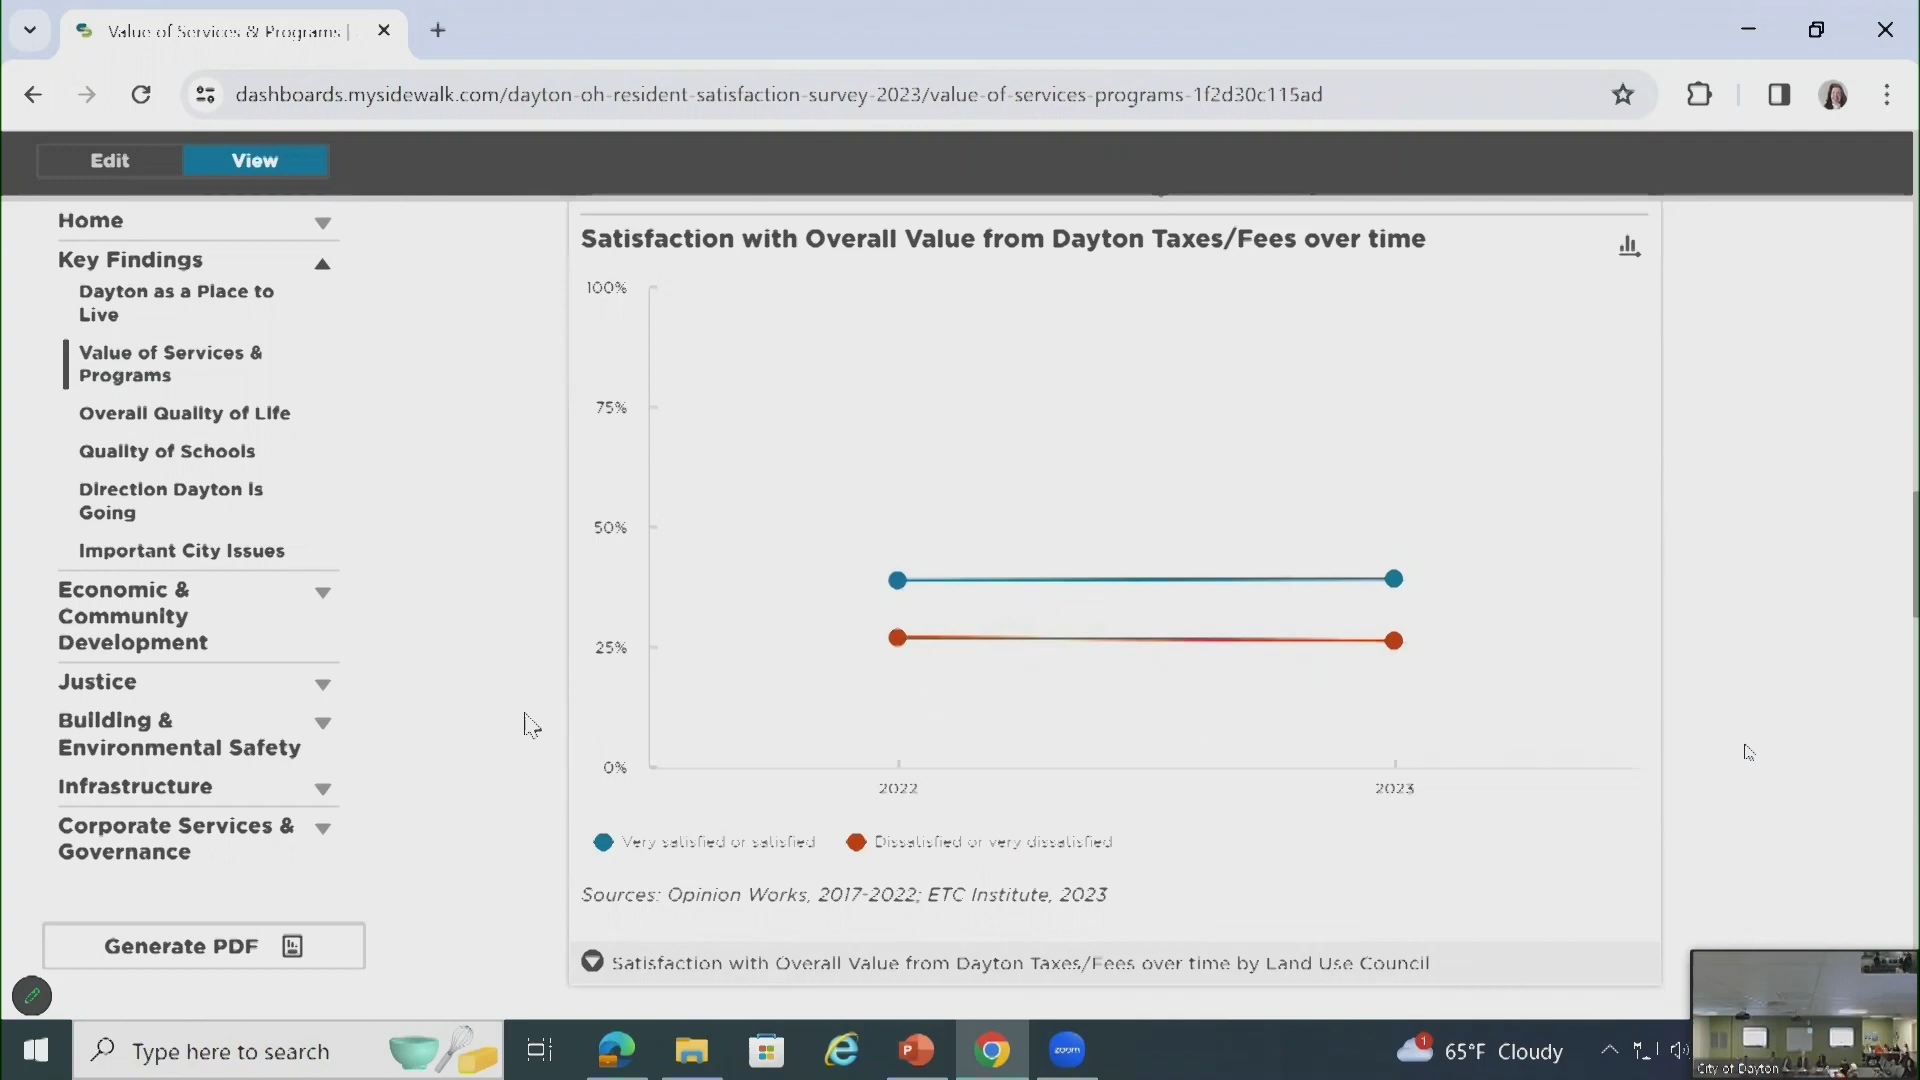 Value of Services & Programs |
dashboards.mysidewalk.com/dayton-oh-resident-satisfaction-survey-2023/value-of-services-programs-1f2d30c115ad
Edit
View
Home
Key Findings
Dayton as a Place to
Live
Value of Services &
Programs
Overall Quality of Life
Quality of Schools
Direction Dayton is
Going
Important City Issues
Economic &
Community
Development
Justice
Building &
Environmental Safety
Infrastructure
Corporate Services &
Governance
Generate PDF
Satisfaction with Overall Value from Dayton Taxes/Fees over time
100%
75%
50%
25%
0%
2022
2023
Very satisfied or satisfied
Dissatisfied or very dissatisfied
Sources: Opinion Works, 2017-2022; ETC Institute, 2023
Satisfaction with Overall Value from Dayton Taxes/Fees over time by Land Use Council
Type here to search
zoom
1
65°F Cloudy
City of Dayton